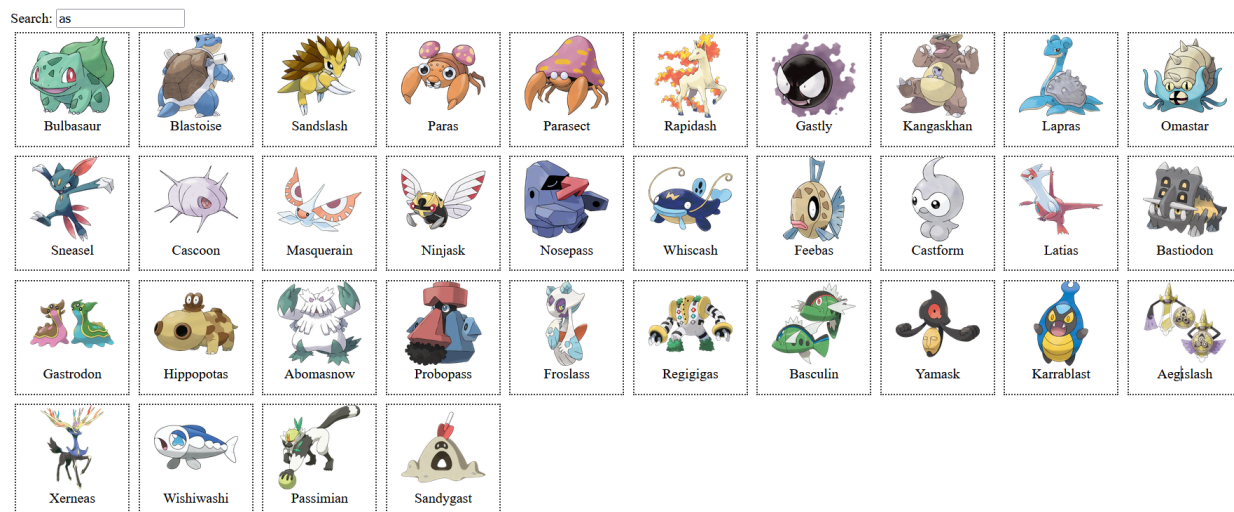 Search: as
Bulbasaur Blastoise Sandslash Paras Parasect Rapidash Gastly Kangaskhan Lapras Omastar
Sneasel Cascoon Masquerain Ninjask Nosepass Whiscash Feebas Castform Latias Bastiodon
Gastrodon Hippopotas Abomasnow Probopass Froslass Regigigas Basculin Yamask Karrablast Aegislash
Xerneas Wishiwashi Passimian Sandygast